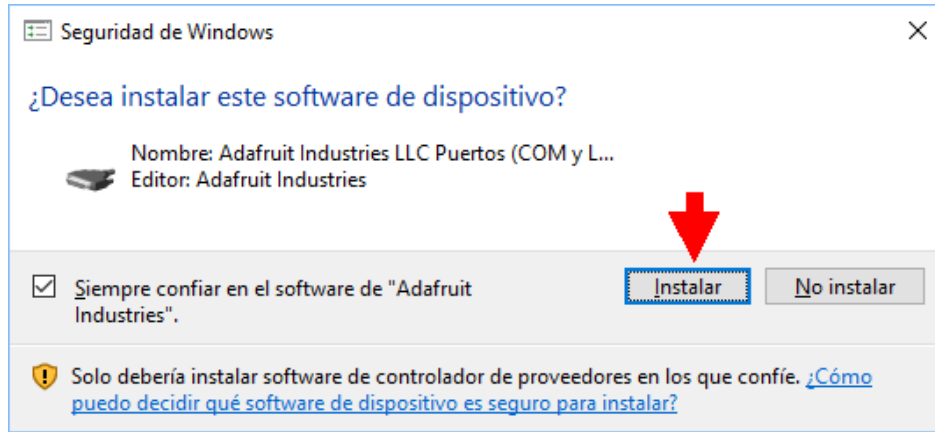 Seguridad de Windows
¿Desea instalar este software de dispositivo?
Nombre: Adafruit Industries LLC Puertos (COM y L...
Editor: Adafruit Industries
Siempre confiar en el software de "Adafruit
Industries".
Instalar
No instalar
Solo debería instalar software de controlador de proveedores en los que confíe. ¿Cómo
puedo decidir qué software de dispositivo es seguro para instalar?